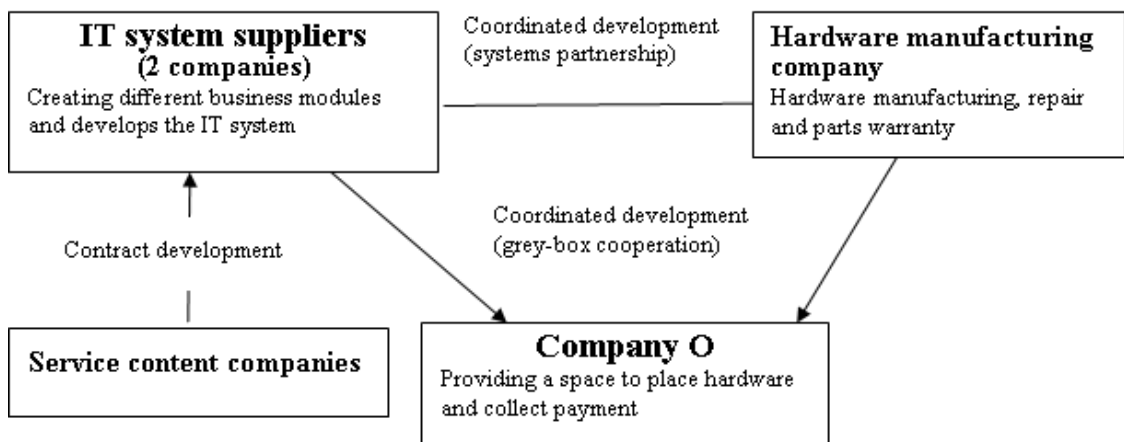 IT system suppliers
(2 companies)
Creating different business modules
and develops the IT system
Coordinated development
(systems partnership)
Hardware manufacturing
company
Hardware manufacturing, repair
and parts warranty
Coordinated development
(grey-box cooperation)
Contract development
Service content companies
Company O
Providing a space to place hardware
and collect payment